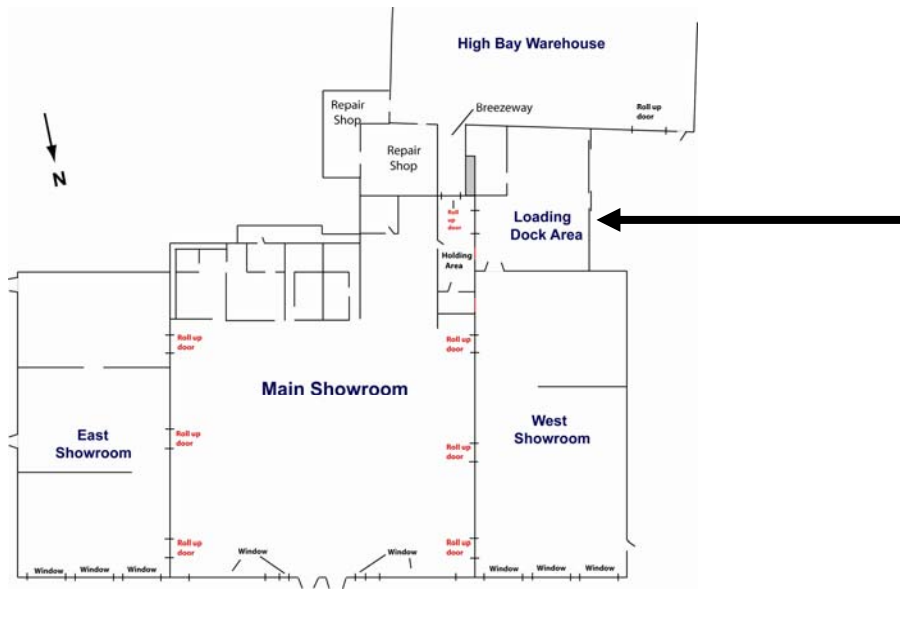 High Bay Warehouse
Repair
Shop
Breezeway
Roll up
door
Repair
Shop
N
Roll
up
door
Loading
Dock Area
Holding
Area
Roll up
door
Roll up
door
Main Showroom
East
Showroom
Roll up
door
West
Showroom
Roll up
door
Roll up
door
Roll up
door
Window
Window
Window
Window
Window
Window
Window
Window